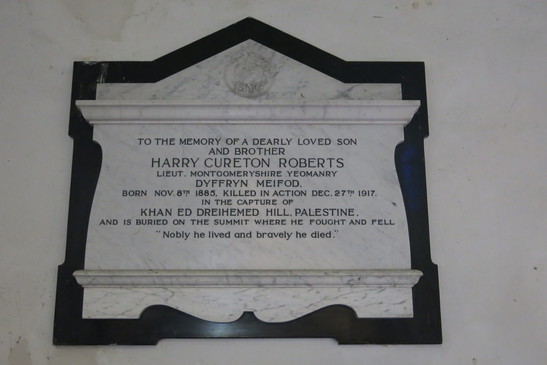 TO THE MEMORY OF A DEARLY LOVED SON
AND BROTHER
HARRY CURETON ROBERTS
LIEUT. MONTGOMERYSHIRE YEOMANRY
DYFFRYN MEIFOD.
BORN NOV. 8TH 1885, KILLED IN ACTION DEC. 27TH 1917.
IN THE CAPTURE OF
KHAN ED DREIHEMED HILL, PALESTINE.
AND IS BURIED ON THE SUMMIT WHERE HE FOUGHT AND FELL
"Nobly he lived and bravely he died."